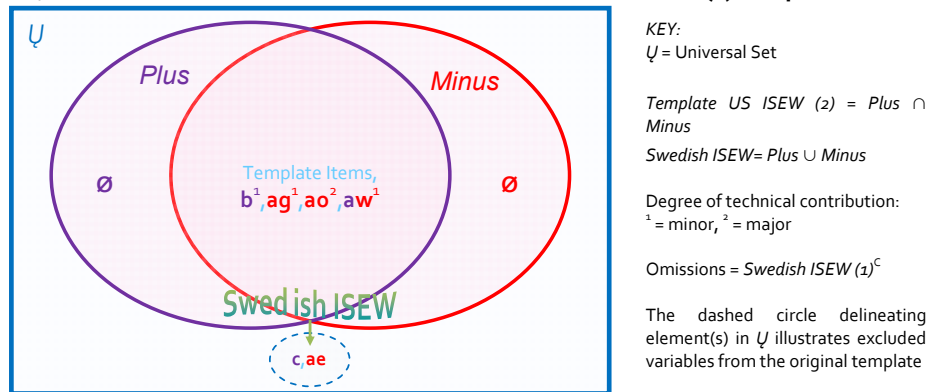 Ų
Plus
Minus
Template Items,
ø
b¹,ag¹,ao²,aw¹
ø
Swedish ISEW
c,ae
KEY:
Ų = Universal Set
Template US ISEW (2) = Plus ∩
Minus
Swedish ISEW= Plus ∪ Minus
Degree of technical contribution:
¹ = minor, ² = major
Omissions = Swedish ISEW (1)ᶜ
The dashed circle delineating
element(s) in Ų illustrates excluded
variables from the original template